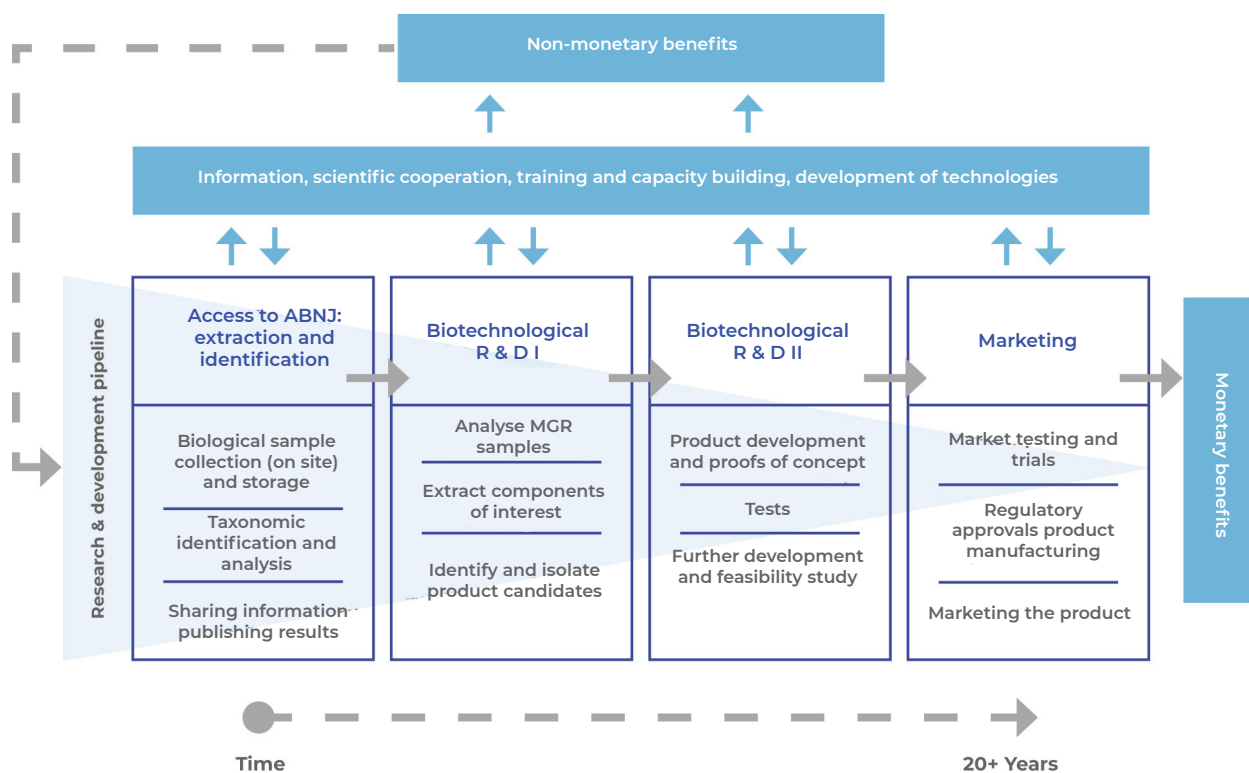 Non-monetary benefits
Information, scientific cooperation, training and capacity building, development of technologies
Research & development pipeline
Access to ABNJ:
extraction and
identification
Biological sample
collection (on site)
and storage
Taxonomic
identification and
analysis
Sharing information
publishing results
Biotechnological
R & D I
Analyse MGR
samples
Extract components
of interest
Identify and isolate
product candidates
Biotechnological
R & D II
Product development
and proofs of concept
Tests
Further development
and feasibility study
Marketing
Market testing and
trials
Regulatory
approvals product
manufacturing
Marketing the product
Monetary benefits
Time
20+ Years